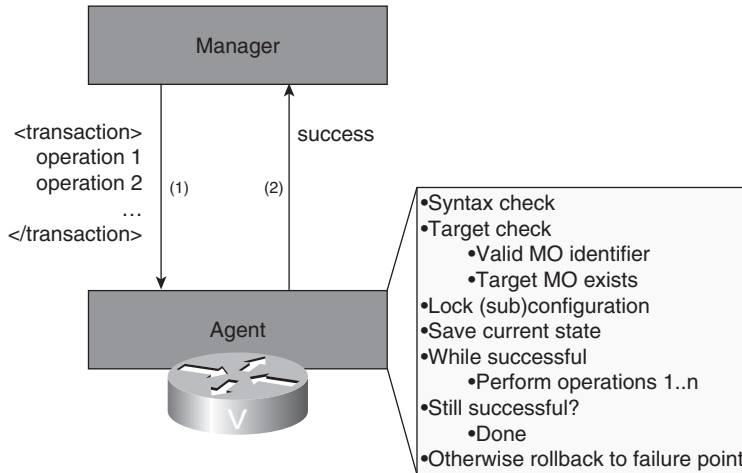 Manager
<transaction>
operation 1
operation 2
…
</transaction>
(1)
(2)
success
Agent
V
•Syntax check
•Target check
•Valid MO identifier
•Target MO exists
•Lock (sub)configuration
•Save current state
•While successful
•Perform operations 1..n
•Still successful?
•Done
•Otherwise rollback to failure point